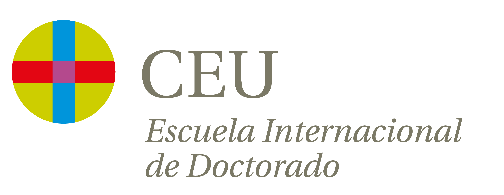 CEU
Escuela Internacional
de Doctorado